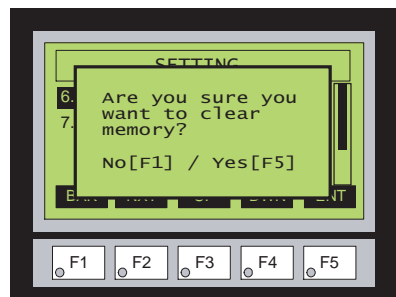 SETTING
6.
7.
Are you sure you
want to clear
memory?
No[F1] / Yes[F5]
F1
F2
F3
F4
F5